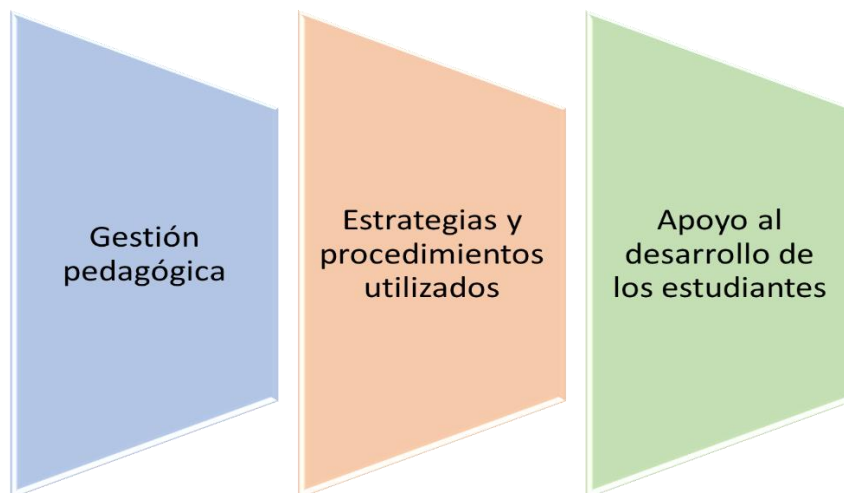 Gestión
pedagógica
Estrategias y
procedimientos
utilizados
Apoyo al
desarrollo de
los estudiantes